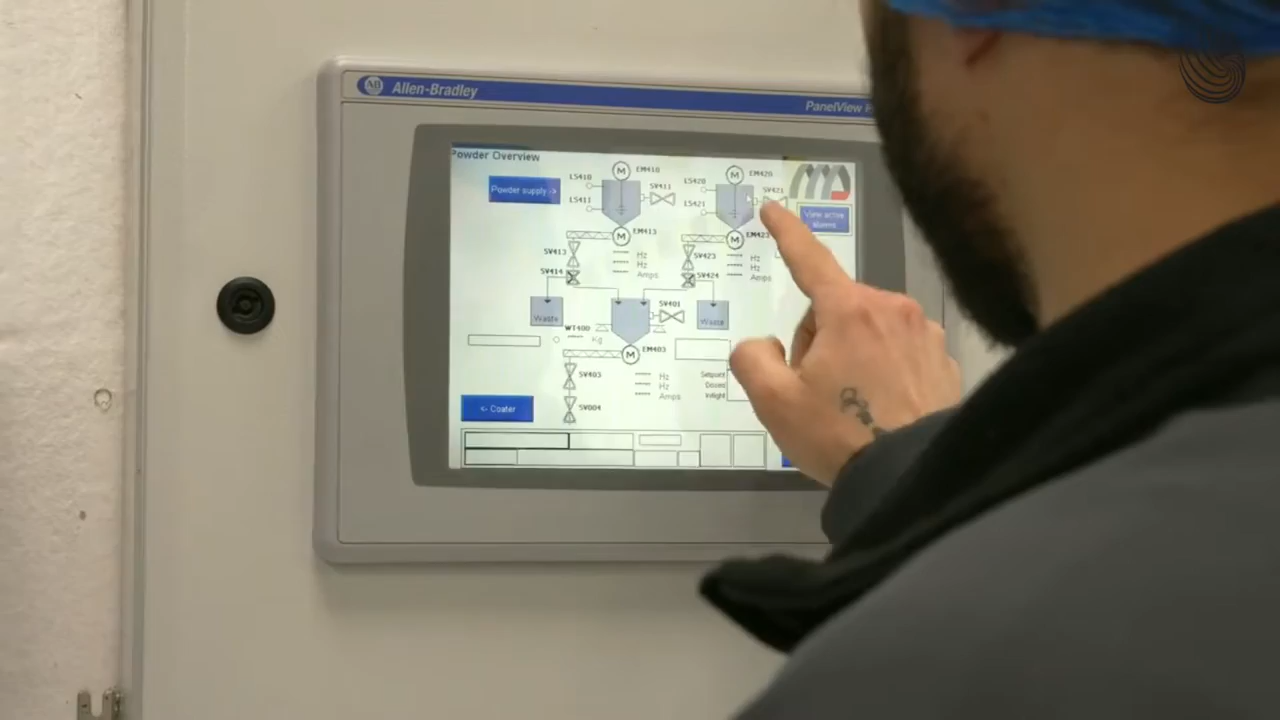 AB Allen-Bradley
PanelView P
Powder Overview
Powder supply ->
LS410
LS411
M
EM410
SV411
LS420
LS421
M
EM420
SV421
View active
alarms
M
EM413
M
EM423
SV413
SV414
Hz
Hz
Amps
SV423
SV424
Hz
Hz
Amps
Waste
SV401
Waste
WT400
Kg
M
EM403
SV403
SV004
Hz
Hz
Amps
Setpoint
Dosed
Inflight
<- Coater